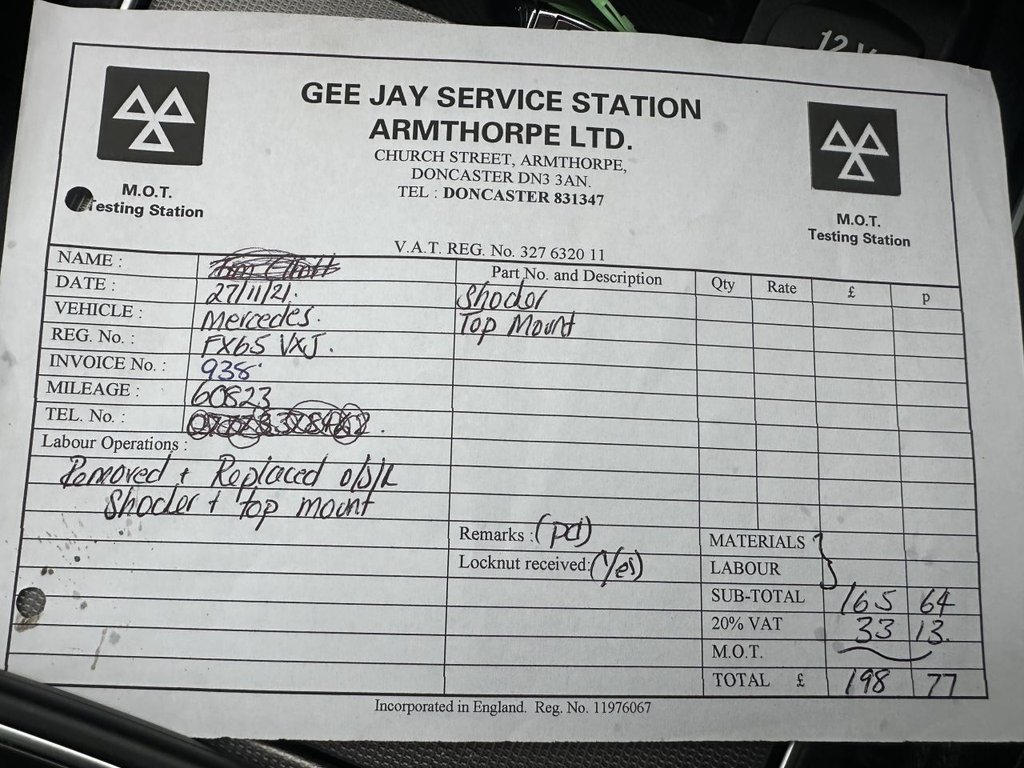 12V
GEE JAY SERVICE STATION
ARMTHORPE LTD.
CHURCH STREET, ARMTHORPE,
DONCASTER DN3 3AN.
TEL : DONCASTER 831347
M.O.T.
Testing Station
M.O.T.
Testing Station
V.A.T. REG. No. 327 6320 11
NAME :
Part No. and Description Qty Rate £ p
DATE : 27/11/21. Shocker
VEHICLE : Mercedes. Top Mount
REG. No. : FX65 VXJ.
INVOICE No. : 938
MILEAGE : 60823
TEL. No. :
Labour Operations :
Removed + Replaced o/s/R
Shocker + top mount
Remarks : (pd)
Locknut received: (Yes)
MATERIALS
LABOUR
SUB-TOTAL 165 64
20% VAT 33 13.
M.O.T.
TOTAL £ 198 77
Incorporated in England. Reg. No. 11976067